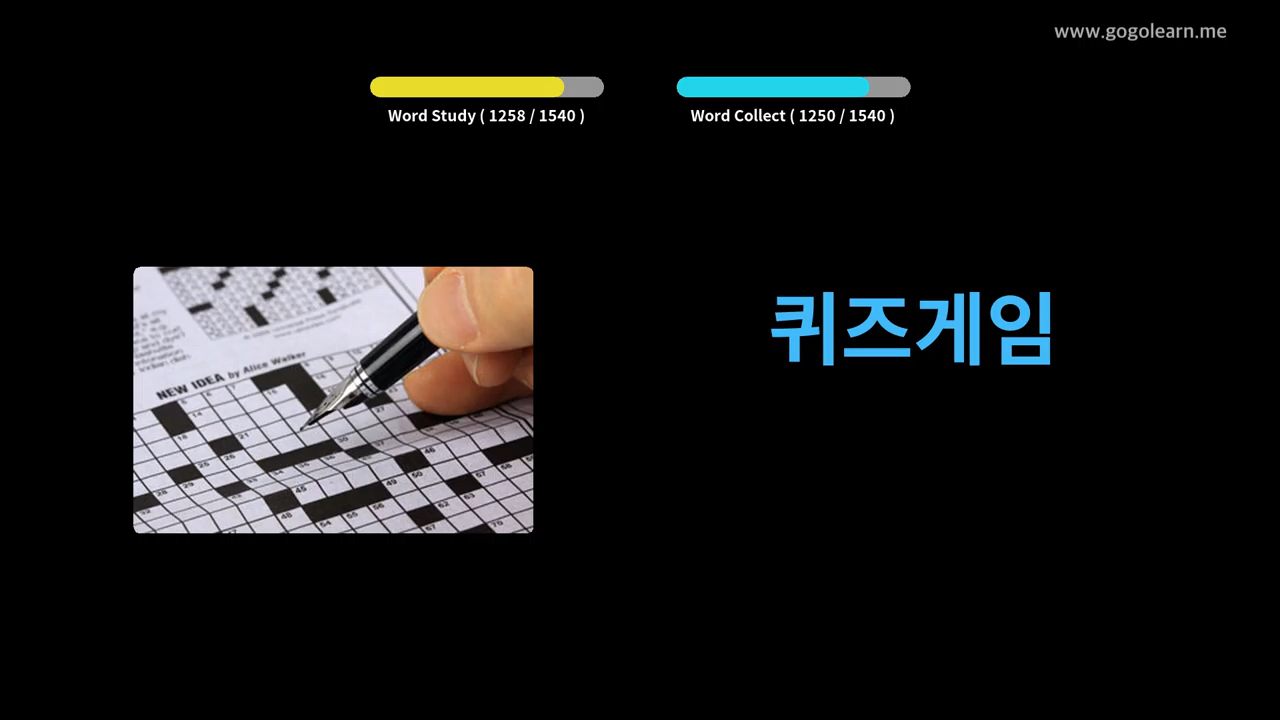 www.gogolearn.me
Word Study ( 1258 / 1540 )
Word Collect ( 1250 / 1540 )
퀴즈게임
NEW IDEA by Alice Walker